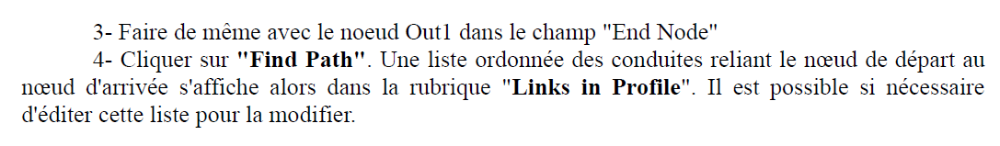 3- Faire de même avec le noeud Out1 dans le champ "End Node"
4- Cliquer sur "Find Path". Une liste ordonnée des conduites reliant le nœud de départ au
nœud d'arrivée s'affiche alors dans la rubrique "Links in Profile". Il est possible si nécessaire
d'éditer cette liste pour la modifier.